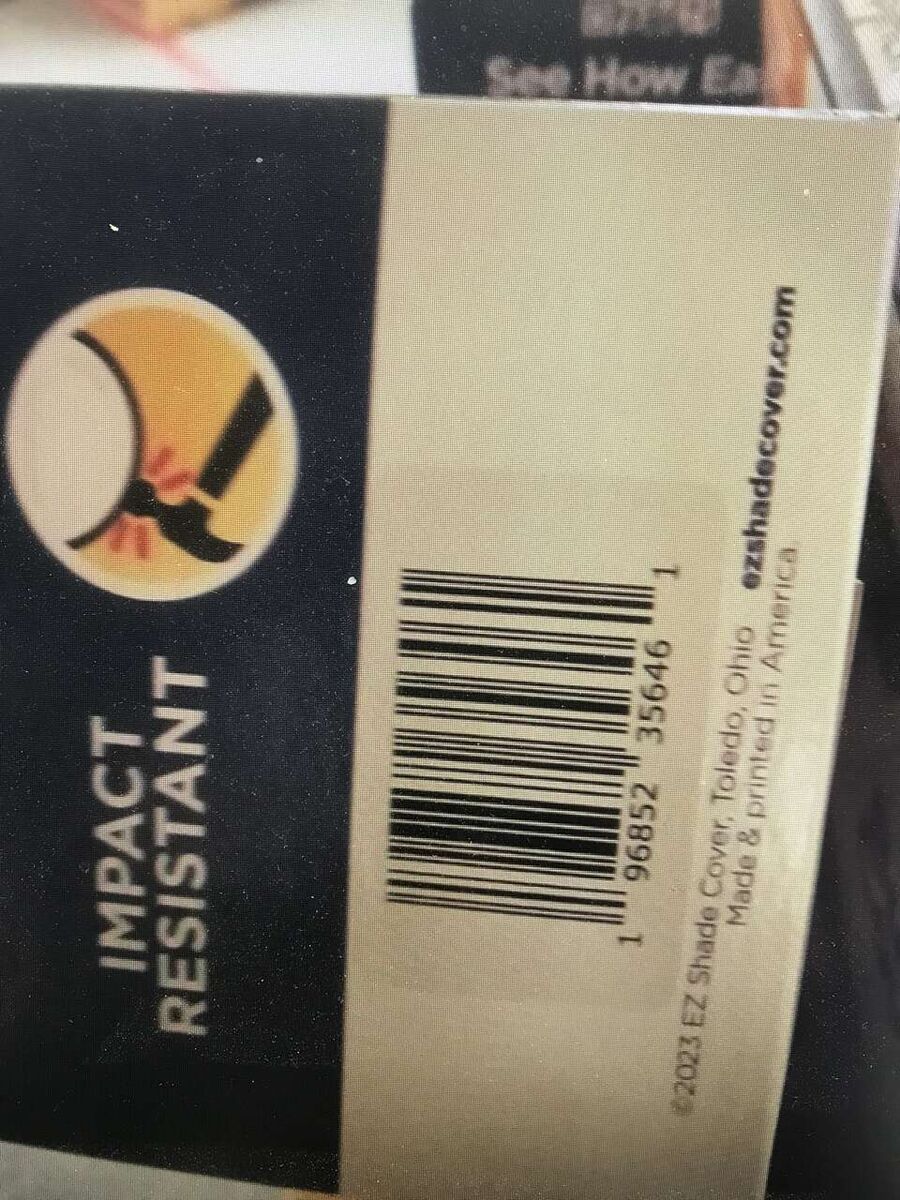 See How Ea
IMPACT
RESISTANT
1 96852 35646 1
©2023 EZ Shade Cover, Toledo, Ohio ezshadecover.com
Made & printed in America.